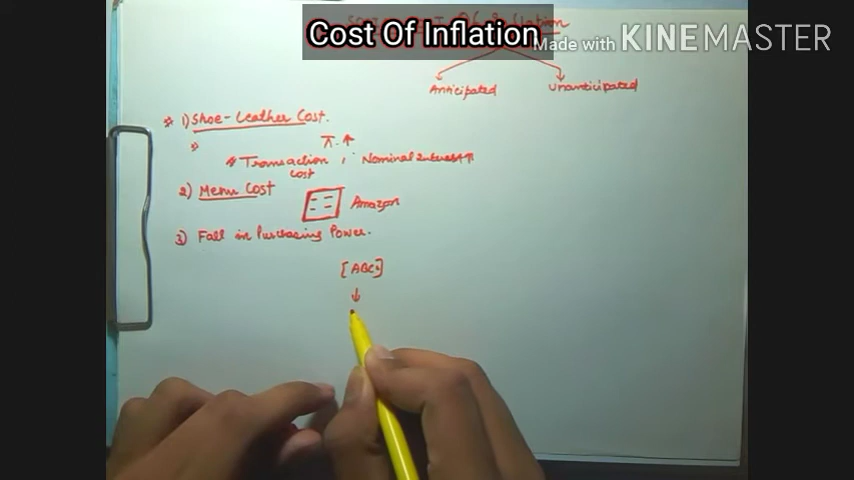 Cost Of Inflation
Made with KINEMASTER
Anticipated Unanticipated
1) Shoe-Leather Cost.
Transaction , Nominal Interest ↑
Cost
2) Menu Cost
Amazon
3) Fall in Purchasing Power.
[ABC]